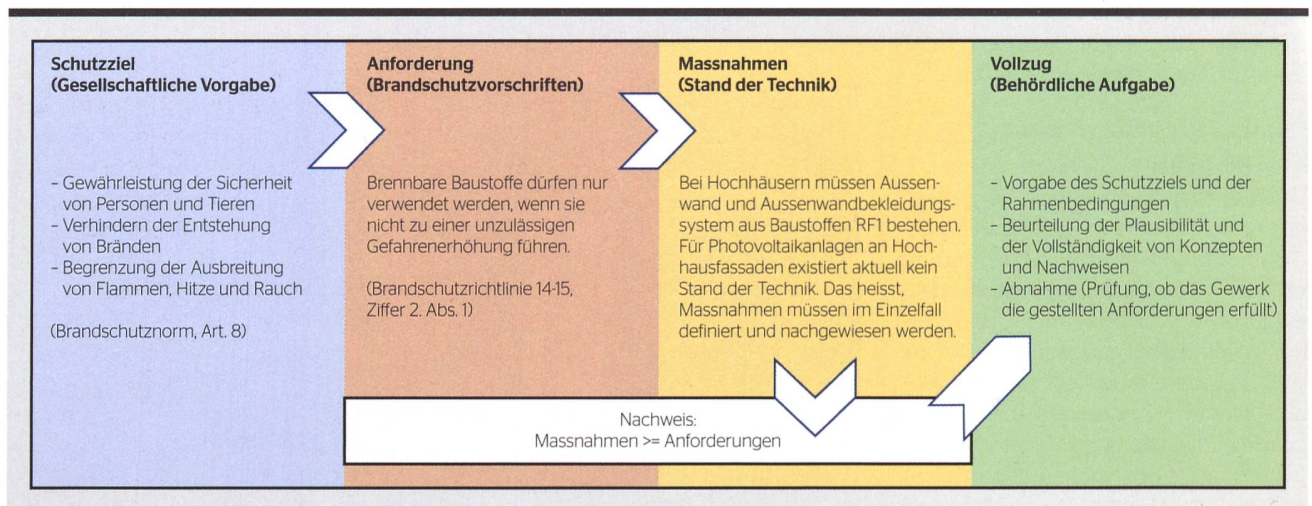 Schutzziel
(Gesellschaftliche Vorgabe)
– Gewährleistung der Sicherheit
von Personen und Tieren
– Verhindern der Entstehung
von Bränden
– Begrenzung der Ausbreitung
von Flammen, Hitze und Rauch
(Brandschutznorm, Art. 8)
Anforderung
(Brandschutzvorschriften)
Brennbare Baustoffe dürfen nur
verwendet werden, wenn sie
nicht zu einer unzulässigen
Gefahrenerhöhung führen.
(Brandschutzrichtlinie 14-15,
Ziffer 2. Abs. 1)
Massnahmen
(Stand der Technik)
Bei Hochhäusern müssen Aussen-
wand und Aussenwandbekleidungs-
system aus Baustoffen RF1 bestehen.
Für Photovoltaikanlagen an Hoch-
hausfassaden existiert aktuell kein
Stand der Technik. Das heisst,
Massnahmen müssen im Einzelfall
definiert und nachgewiesen werden.
Nachweis:
Massnahmen >= Anforderungen
Vollzug
(Behördliche Aufgabe)
– Vorgabe des Schutzziels und der
Rahmenbedingungen
– Beurteilung der Plausibilität und
der Vollständigkeit von Konzepten
und Nachweisen
– Abnahme (Prüfung, ob das Gewerk
die gestellten Anforderungen erfüllt)